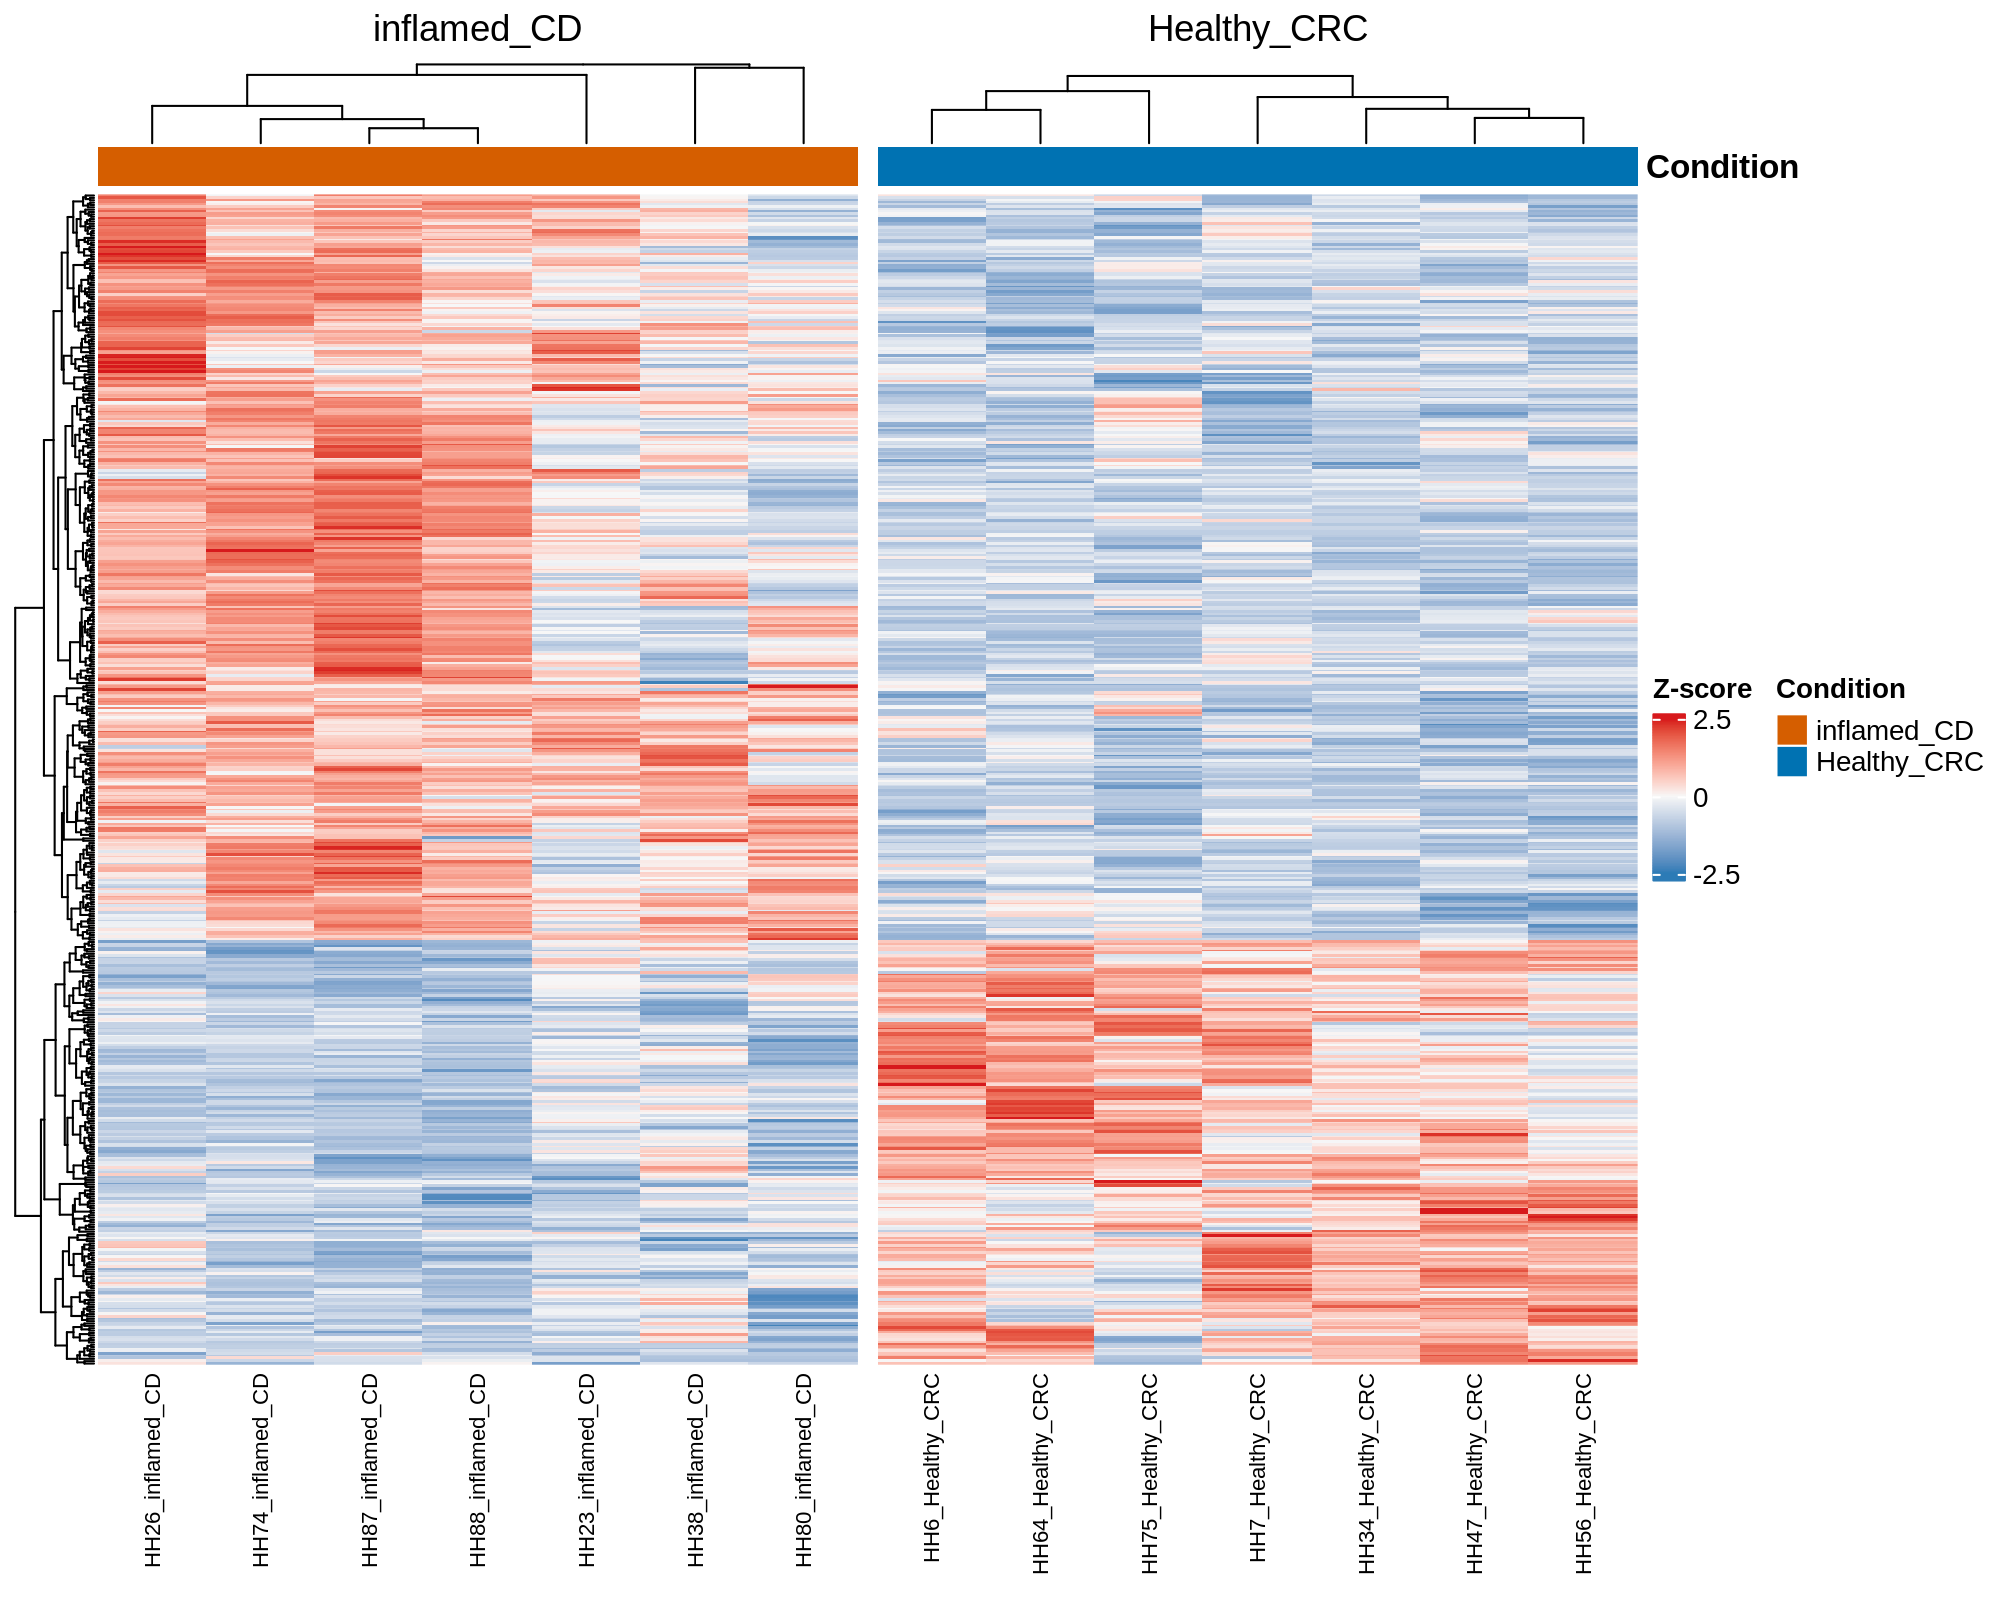 inflamed_CD
Healthy_CRC
Condition
Z-score
2.5
0
-2.5
Condition
inflamed_CD
Healthy_CRC
HH26_inflamed_CD
HH74_inflamed_CD
HH87_inflamed_CD
HH88_inflamed_CD
HH23_inflamed_CD
HH38_inflamed_CD
HH80_inflamed_CD
HH6_Healthy_CRC
HH64_Healthy_CRC
HH75_Healthy_CRC
HH7_Healthy_CRC
HH34_Healthy_CRC
HH47_Healthy_CRC
HH56_Healthy_CRC